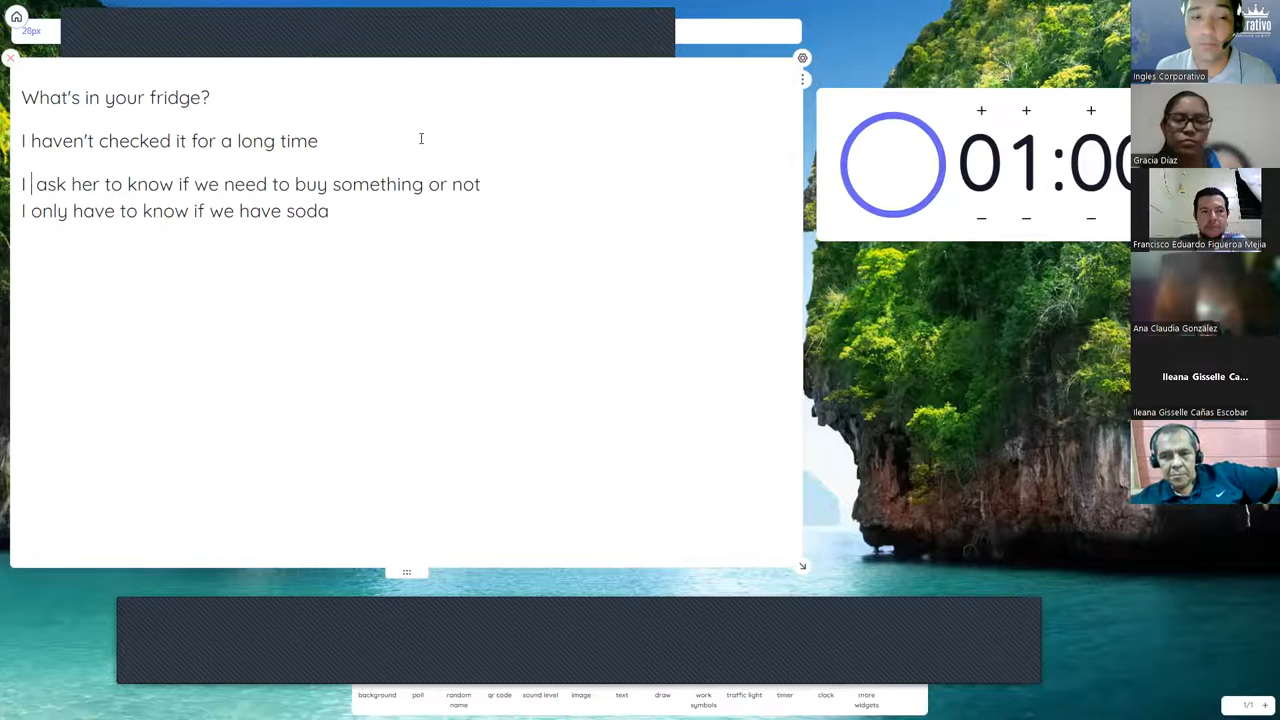 28px
What's in your fridge?
I haven't checked it for a long time
I ask her to know if we need to buy something or not
I only have to know if we have soda
+ + +
01:00
- - -
rativo
Ingles Corporativo
Gracia Díaz
Francisco Eduardo Figueroa Mejia
Ana Claudia González
Ileana Gisselle Ca...
Ileana Gisselle Cañas Escobar
background
poll
random name
qr code
sound level
image
text
draw
work symbols
traffic light
timer
clock
more widgets
1/1 +